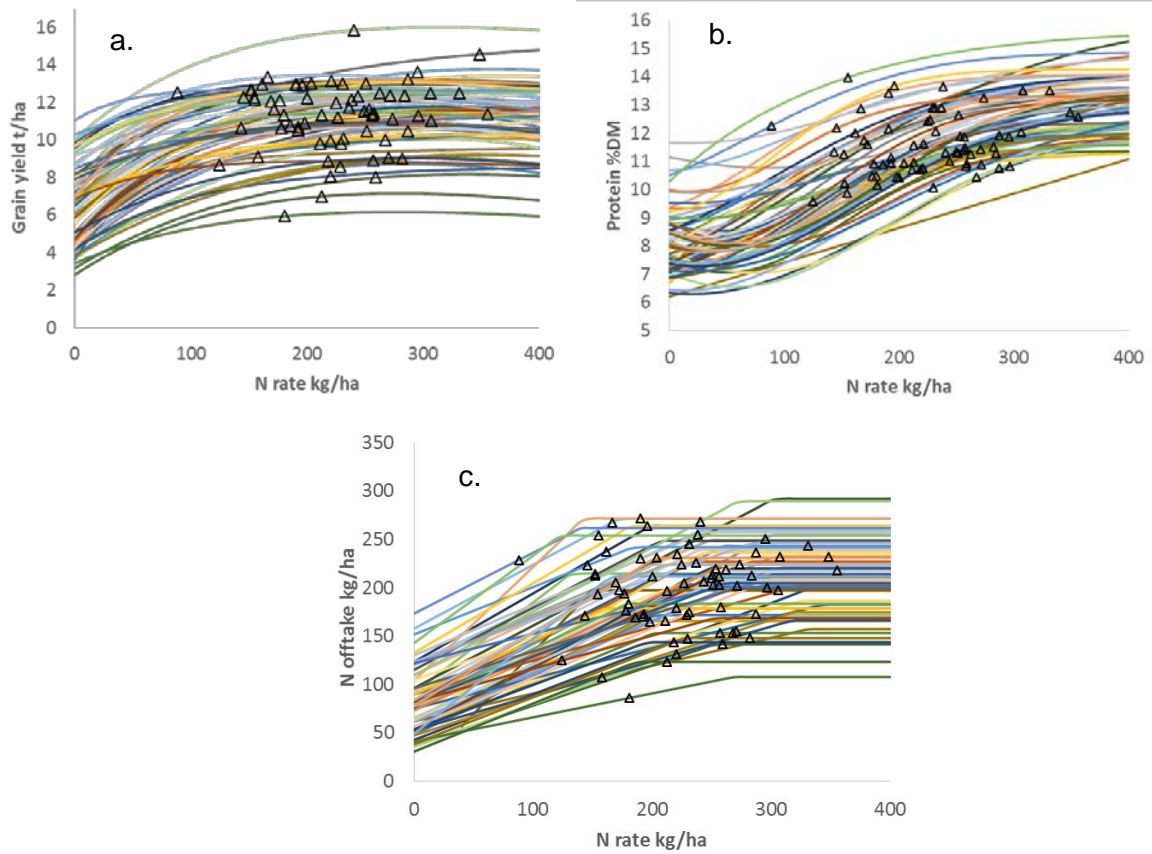 a.
Grain yield t/ha
16
14
12
10
8
6
4
2
0
0 100 200 300 400
N rate kg/ha
b.
Protein %DM
16
15
14
13
12
11
10
9
8
7
6
5
0 100 200 300 400
N rate kg/ha
c.
N offtake kg/ha
350
300
250
200
150
100
50
0
0 100 200 300 400
N rate kg/ha